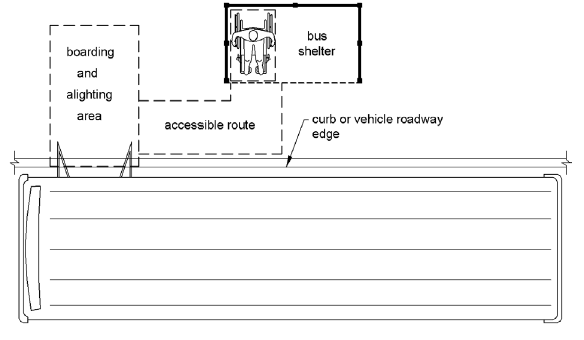 boarding
and
alighting
area
bus
shelter
accessible route
curb or vehicle roadway
edge